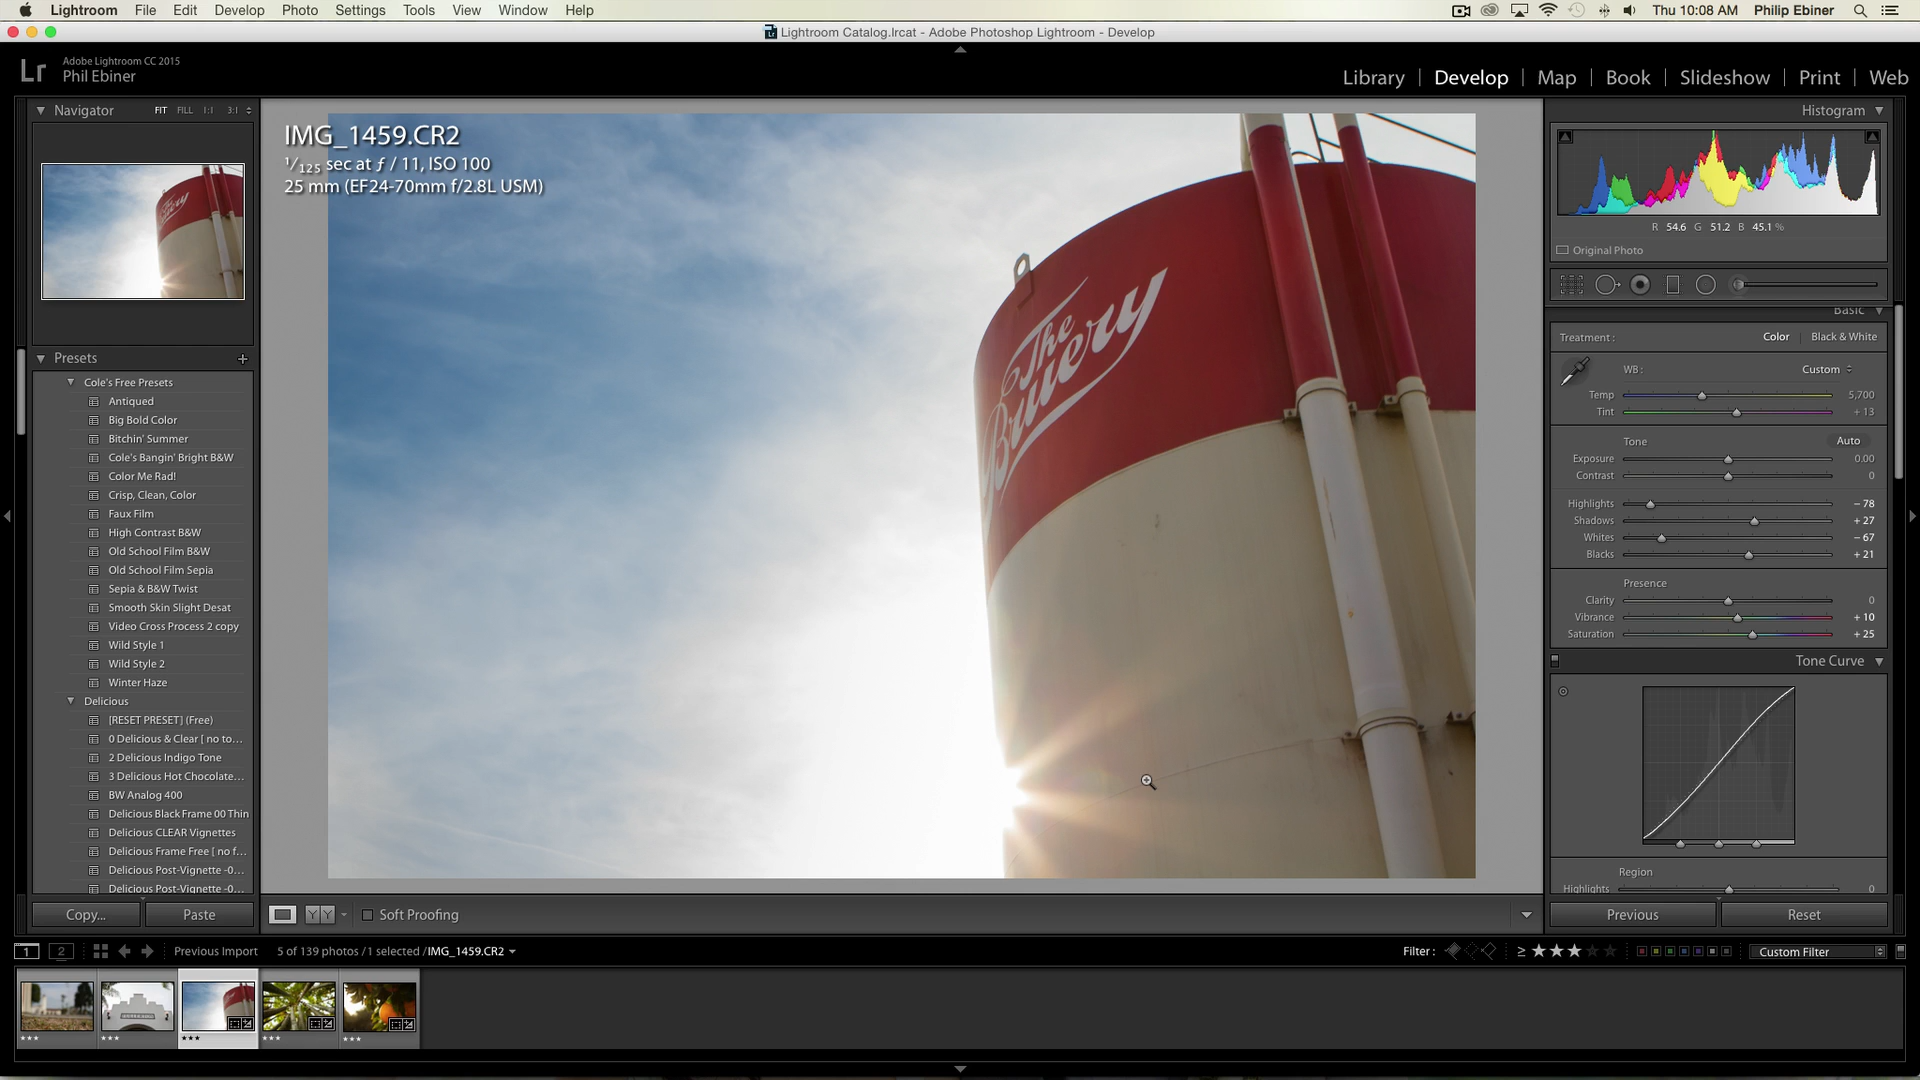 Lightroom File Edit Develop Photo Settings Tools View Window Help Thu 10:08 AM Philip Ebiner
Lightroom Catalog.lrcat - Adobe Photoshop Lightroom - Develop
Lr
Adobe Lightroom CC 2015
Phil Ebiner
Library | Develop | Map | Book | Slideshow | Print | Web
Navigator FIT FILL 1:1 3:1
Presets +
Cole's Free Presets
Antiqued
Big Bold Color
Bitchin' Summer
Cole's Bangin' Bright B&W
Color Me Rad!
Crisp, Clean, Color
Faux Film
High Contrast B&W
Old School Film B&W
Old School Film Sepia
Sepia & B&W Twist
Smooth Skin Slight Desat
Video Cross Process 2 copy
Wild Style 1
Wild Style 2
Winter Haze
Delicious
[RESET PRESET] (Free)
0 Delicious & Clear [ no to...
2 Delicious Indigo Tone
3 Delicious Hot Chocolate...
BW Analog 400
Delicious Black Frame 00 Thin
Delicious CLEAR Vignettes
Delicious Frame Free [ no f...
Delicious Post-Vignette -0...
Delicious Post-Vignette -0...
Copy... Paste
IMG_1459.CR2
1/125 sec at ƒ / 11, ISO 100
25 mm (EF24-70mm f/2.8L USM)
The
Bruery
Soft Proofing
Histogram
R 54.6 G 51.2 B 45.1 %
Original Photo
Basic
Treatment : Color | Black & White
WB : Custom
Temp 5,700
Tint + 13
Tone Auto
Exposure 0.00
Contrast 0
Highlights − 78
Shadows + 27
Whites − 67
Blacks + 21
Presence
Clarity 0
Vibrance + 10
Saturation + 25
Tone Curve
Region
Highlights 0
Previous Reset
1 2 Previous Import 5 of 139 photos / 1 selected / IMG_1459.CR2 Filter : ≥ ★★★ Custom Filter